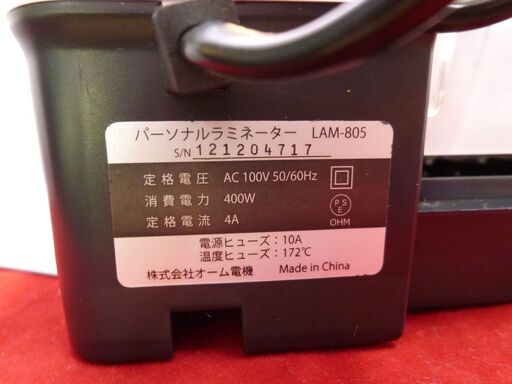 パーソナルラミネーター LAM-805
S/N 121204717
定格電圧 AC 100V 50/60Hz
消費電力 400W
定格電流 4A
PSE
OHM
電源ヒューズ：10A
温度ヒューズ：172℃
株式会社オーム電機 Made in China